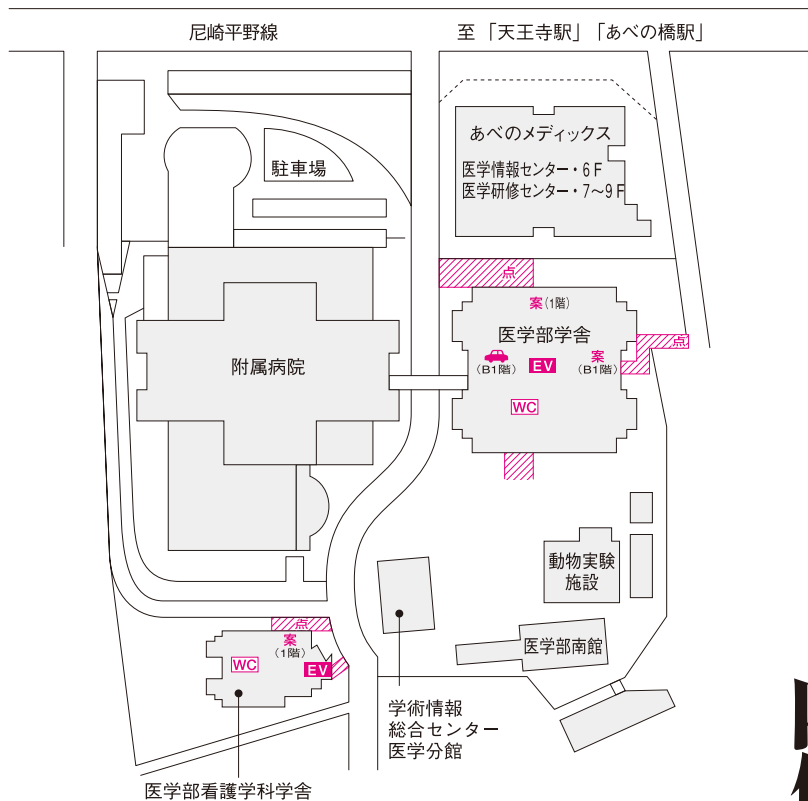 尼崎平野線
至 「天王寺駅」「あべの橋駅」
あべのメディックス
医学情報センター・6F
医学研修センター・7〜9F
駐車場
点
案(1階)
医学部学舎
点
案
(B1階)
EV
(B1階)
WC
附属病院
動物実験
施設
医学部南館
点
案
(1階)
WC
EV
学術情報
総合センター
医学分館
医学部看護学科学舎